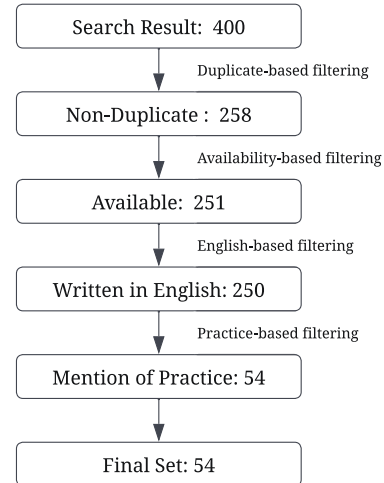 Search Result: 400
Duplicate-based filtering
Non-Duplicate : 258
Availability-based filtering
Available: 251
English-based filtering
Written in English: 250
Practice-based filtering
Mention of Practice: 54
Final Set: 54